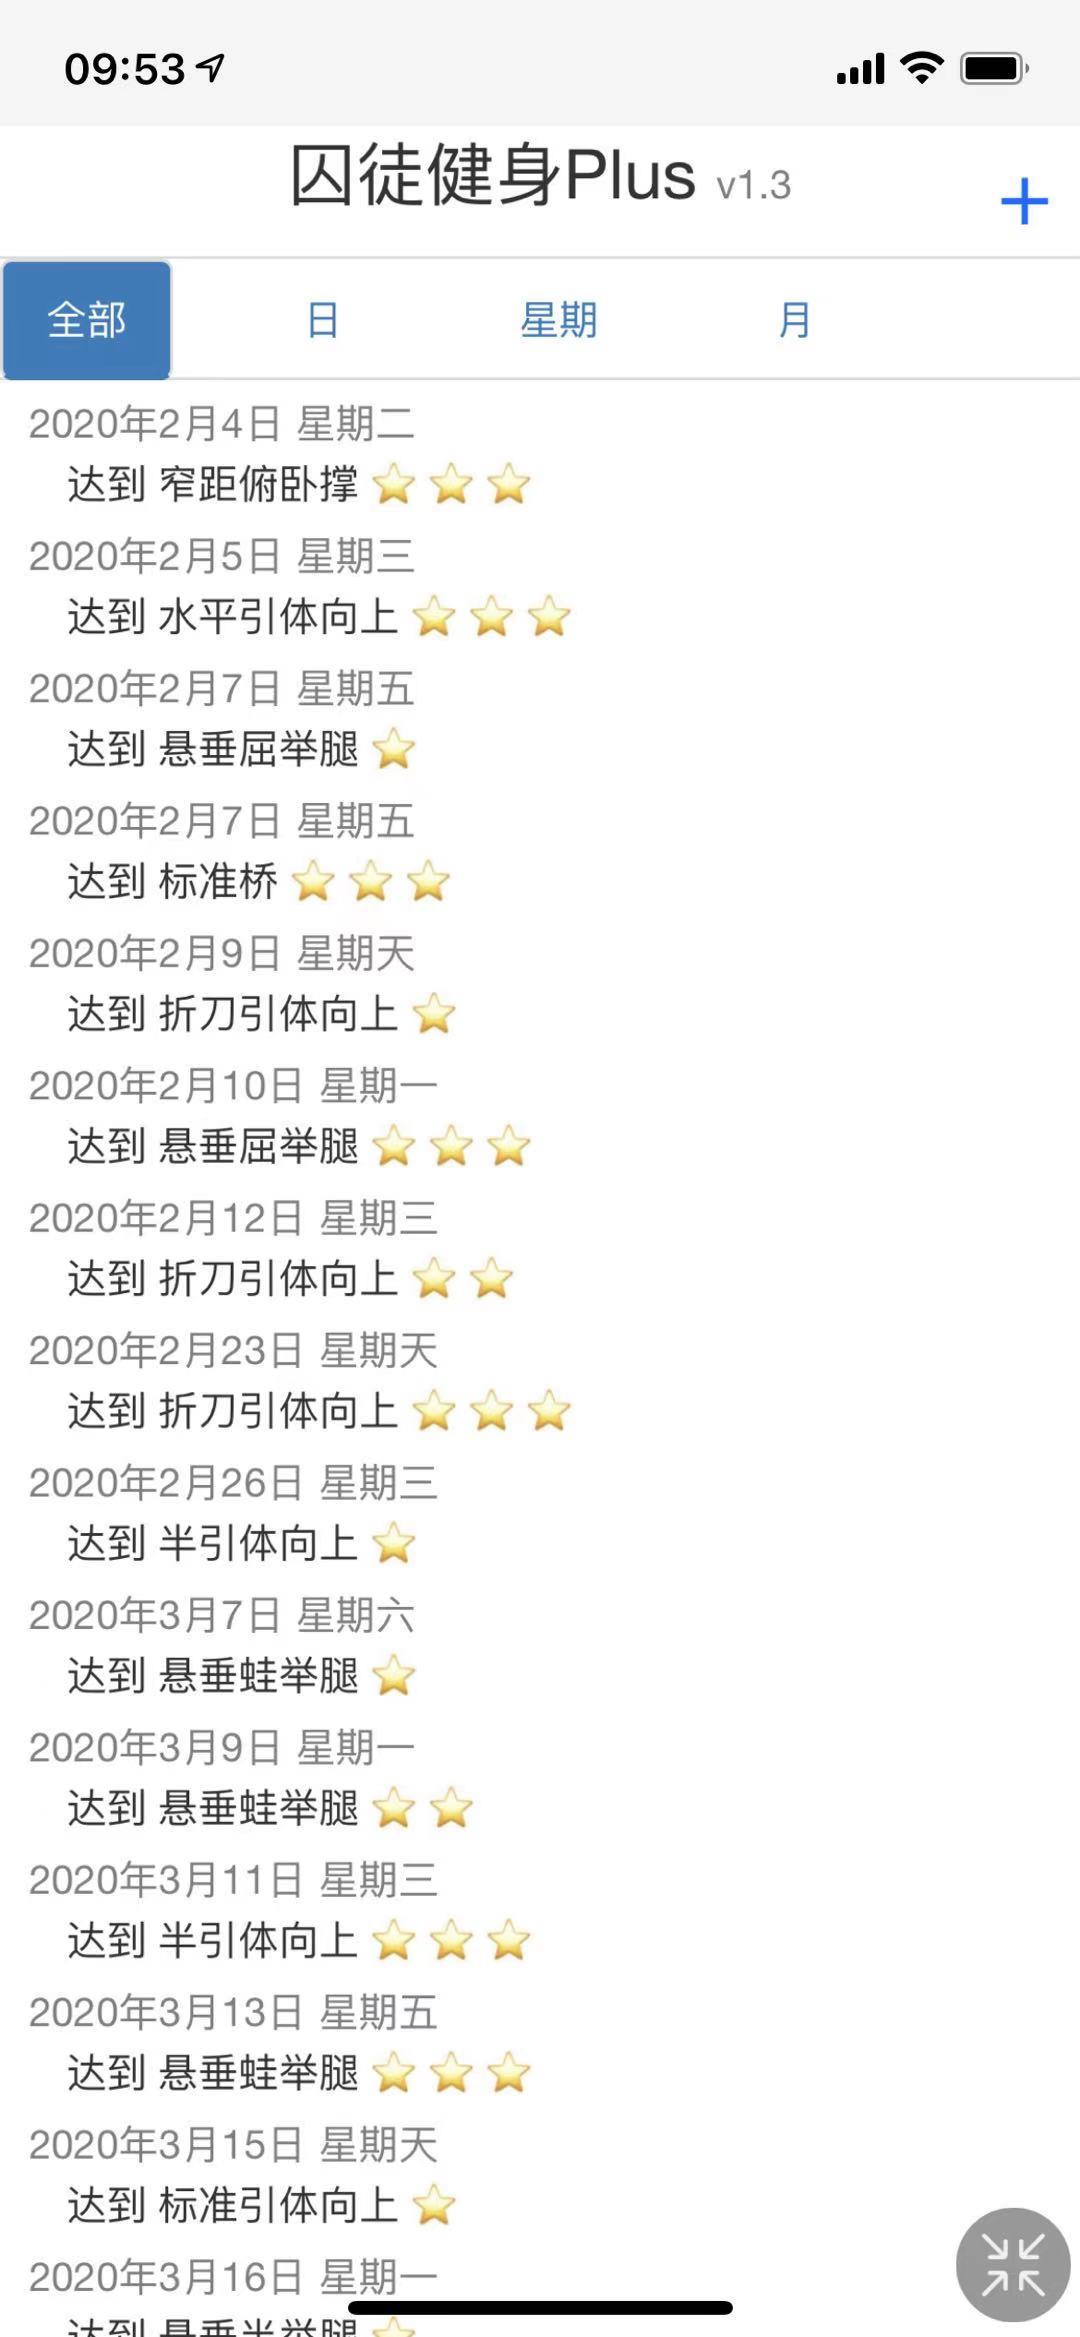 09:53
囚徒健身Plus v1.3
全部 日 星期 月
2020年2月4日 星期二
达到 窄距俯卧撑 ⭐ ⭐ ⭐
2020年2月5日 星期三
达到 水平引体向上 ⭐ ⭐ ⭐
2020年2月7日 星期五
达到 悬垂屈举腿 ⭐
2020年2月7日 星期五
达到 标准桥 ⭐ ⭐ ⭐
2020年2月9日 星期天
达到 折刀引体向上 ⭐
2020年2月10日 星期一
达到 悬垂屈举腿 ⭐ ⭐ ⭐
2020年2月12日 星期三
达到 折刀引体向上 ⭐ ⭐
2020年2月23日 星期天
达到 折刀引体向上 ⭐ ⭐ ⭐
2020年2月26日 星期三
达到 半引体向上 ⭐
2020年3月7日 星期六
达到 悬垂蛙举腿 ⭐
2020年3月9日 星期一
达到 悬垂蛙举腿 ⭐ ⭐
2020年3月11日 星期三
达到 半引体向上 ⭐ ⭐ ⭐
2020年3月13日 星期五
达到 悬垂蛙举腿 ⭐ ⭐ ⭐
2020年3月15日 星期天
达到 标准引体向上 ⭐
2020年3月16日 星期一
达到 悬垂半举腿 ⭐